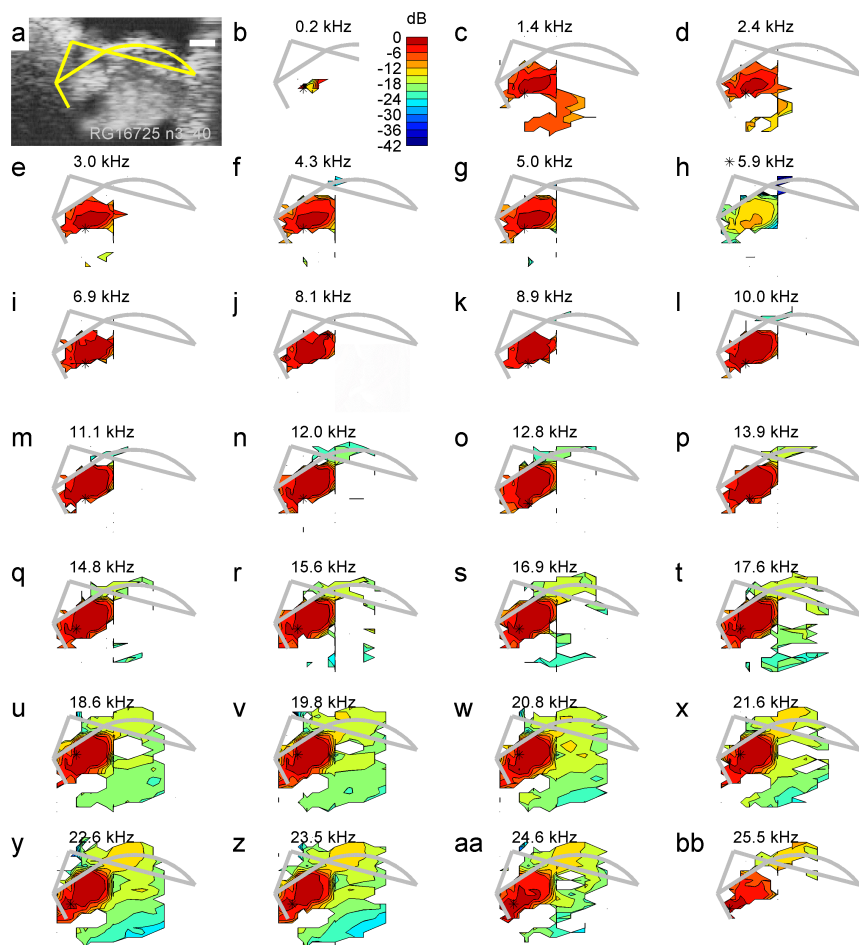 a b 0.2 kHz dB c 1.4 kHz d 2.4 kHz
0
-6
-12
-18
-24
-30
-36
-42
RG16725 n3_40
e 3.0 kHz f 4.3 kHz g 5.0 kHz h * 5.9 kHz
i 6.9 kHz j 8.1 kHz k 8.9 kHz l 10.0 kHz
m 11.1 kHz n 12.0 kHz o 12.8 kHz p 13.9 kHz
q 14.8 kHz r 15.6 kHz s 16.9 kHz t 17.6 kHz
u 18.6 kHz v 19.8 kHz w 20.8 kHz x 21.6 kHz
y 22.6 kHz z 23.5 kHz aa 24.6 kHz bb 25.5 kHz